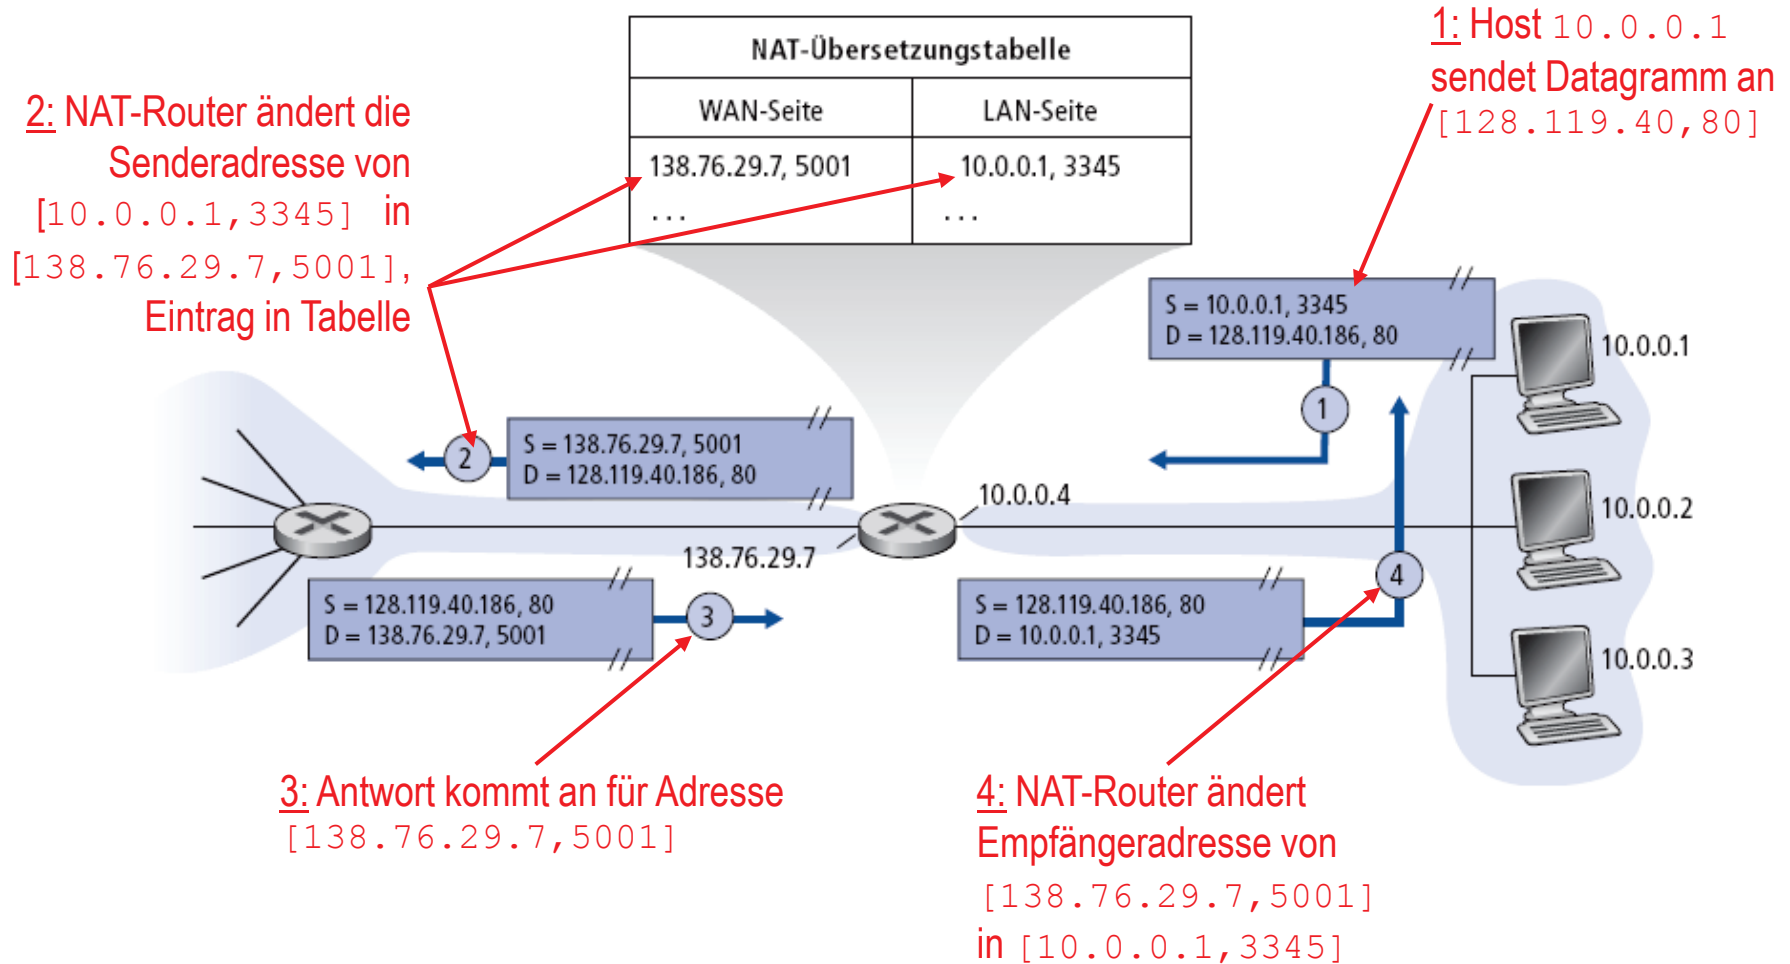 NAT-Übersetzungstabelle
WAN-Seite
LAN-Seite
138.76.29.7, 5001
10.0.0.1, 3345
. . .
. . .
1: Host 10.0.0.1
sendet Datagramm an
[128.119.40,80]
2: NAT-Router ändert die
Senderadresse von
[10.0.0.1,3345] in
[138.76.29.7,5001],
Eintrag in Tabelle
S = 10.0.0.1, 3345
D = 128.119.40.186, 80
1
10.0.0.1
2
S = 138.76.29.7, 5001
D = 128.119.40.186, 80
10.0.0.4
10.0.0.2
138.76.29.7
S = 128.119.40.186, 80
D = 138.76.29.7, 5001
3
S = 128.119.40.186, 80
D = 10.0.0.1, 3345
4
10.0.0.3
3: Antwort kommt an für Adresse
[138.76.29.7,5001]
4: NAT-Router ändert
Empfängeradresse von
[138.76.29.7,5001]
in [10.0.0.1,3345]